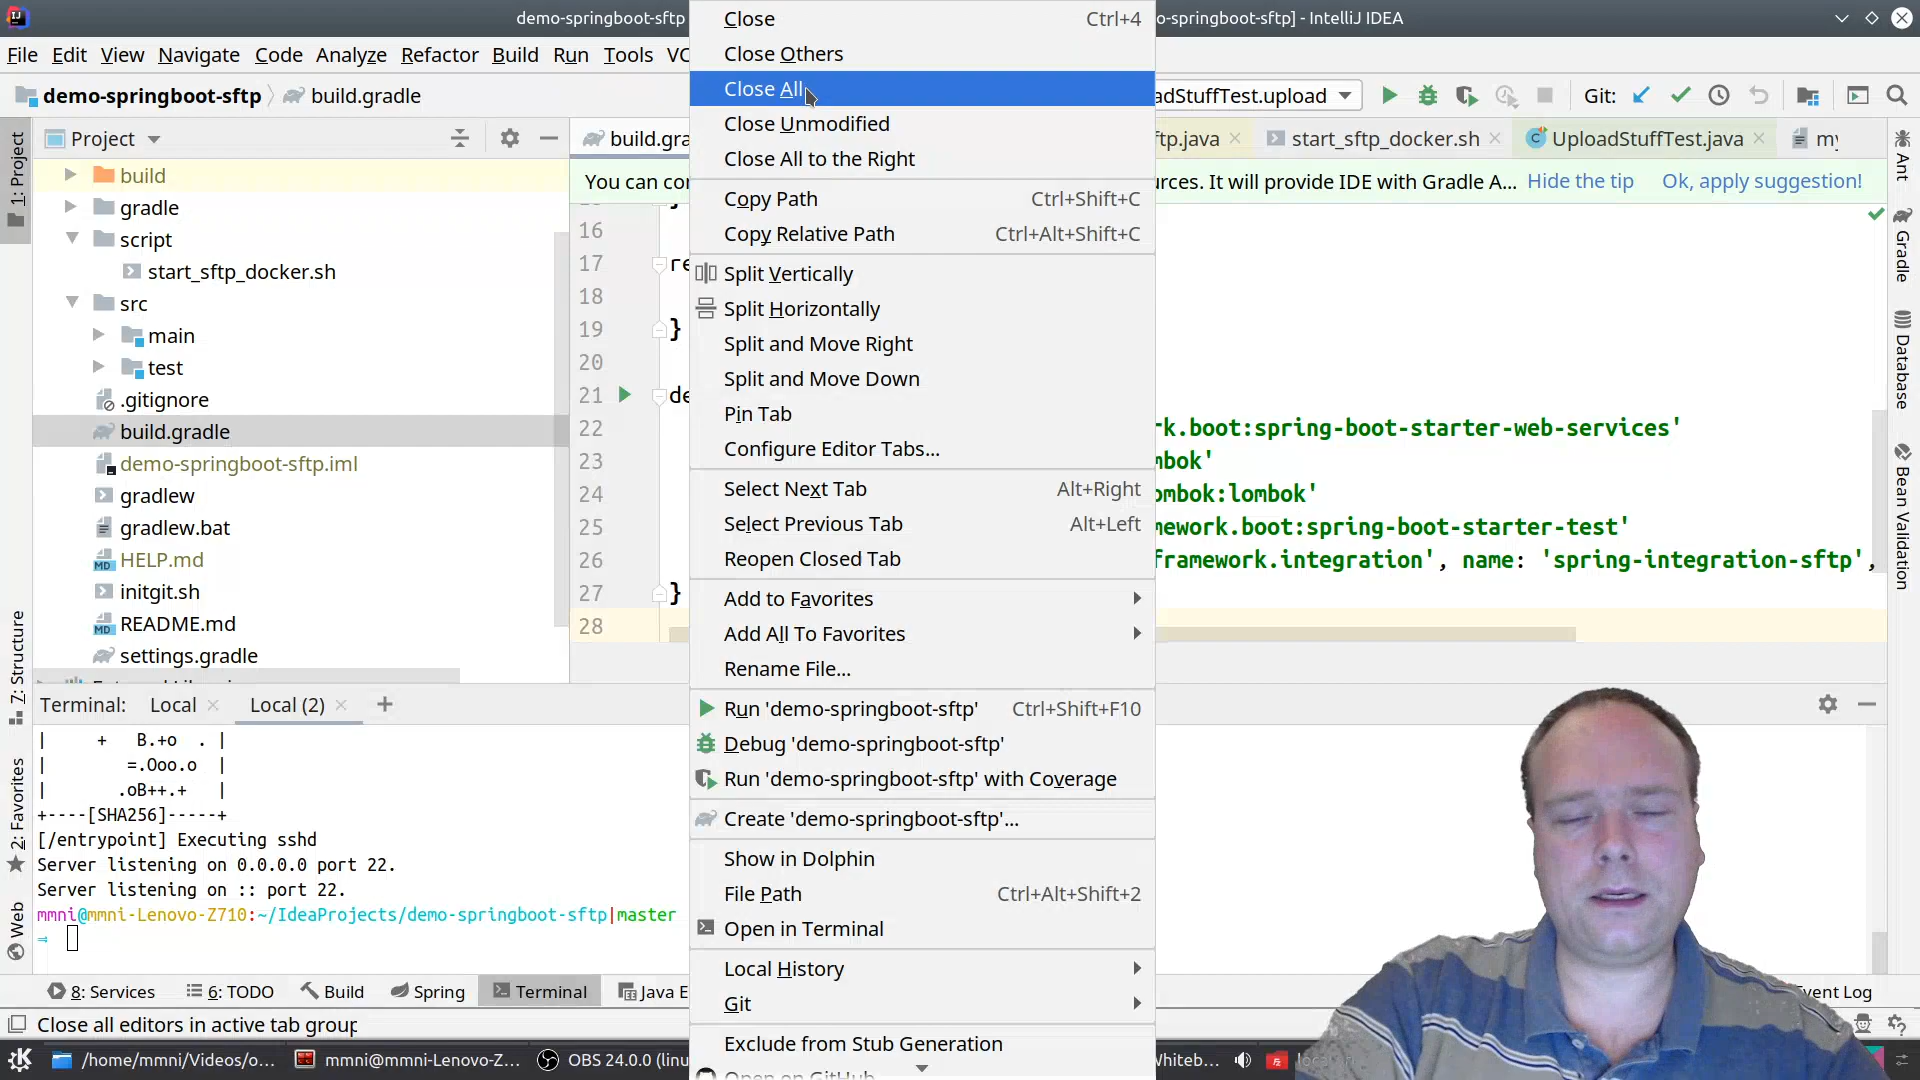 demo-springboot-sftp
o-springboot-sftp] - IntelliJ IDEA
File Edit View Navigate Code Analyze Refactor Build Run Tools VC
demo-springboot-sftp build.gradle
adStuffTest.upload
Git:
Project
build.gra
ftp.java
start_sftp_docker.sh
UploadStuffTest.java
my
You can con
urces. It will provide IDE with Gradle A... Hide the tip Ok, apply suggestion!
1: Project
7: Structure
2: Favorites
Web
build
gradle
script
start_sftp_docker.sh
src
main
test
.gitignore
build.gradle
demo-springboot-sftp.iml
gradlew
gradlew.bat
HELP.md
initgit.sh
README.md
settings.gradle
16
17 re
18
19 }
20
21 de
22 rk.boot:spring-boot-starter-web-services'
23 mbok'
24 ombok:lombok'
25 nework.boot:spring-boot-starter-test'
26 framework.integration', name: 'spring-integration-sftp',
27 }
28
Close Ctrl+4
Close Others
Close All
Close Unmodified
Close All to the Right
Copy Path Ctrl+Shift+C
Copy Relative Path Ctrl+Alt+Shift+C
Split Vertically
Split Horizontally
Split and Move Right
Split and Move Down
Pin Tab
Configure Editor Tabs...
Select Next Tab Alt+Right
Select Previous Tab Alt+Left
Reopen Closed Tab
Add to Favorites
Add All To Favorites
Rename File...
Run 'demo-springboot-sftp' Ctrl+Shift+F10
Debug 'demo-springboot-sftp'
Run 'demo-springboot-sftp' with Coverage
Create 'demo-springboot-sftp'...
Show in Dolphin
File Path Ctrl+Alt+Shift+2
Open in Terminal
Local History
Git
Exclude from Stub Generation
Open on GitHub
Ant
Gradle
Database
Bean Validation
Terminal: Local Local (2)
| + B.+o . |
| =.Ooo.o |
| .oB++.+ |
+----[SHA256]-----+
[/entrypoint] Executing sshd
Server listening on 0.0.0.0 port 22.
Server listening on :: port 22.
mmni@mmni-Lenovo-Z710:~/IdeaProjects/demo-springboot-sftp|master
⇒
8: Services 6: TODO Build Spring Terminal Java E
vent Log
Close all editors in active tab group
/home/mmni/Videos/o... mmni@mmni-Lenovo-Z... OBS 24.0.0 (linu
Whiteb...